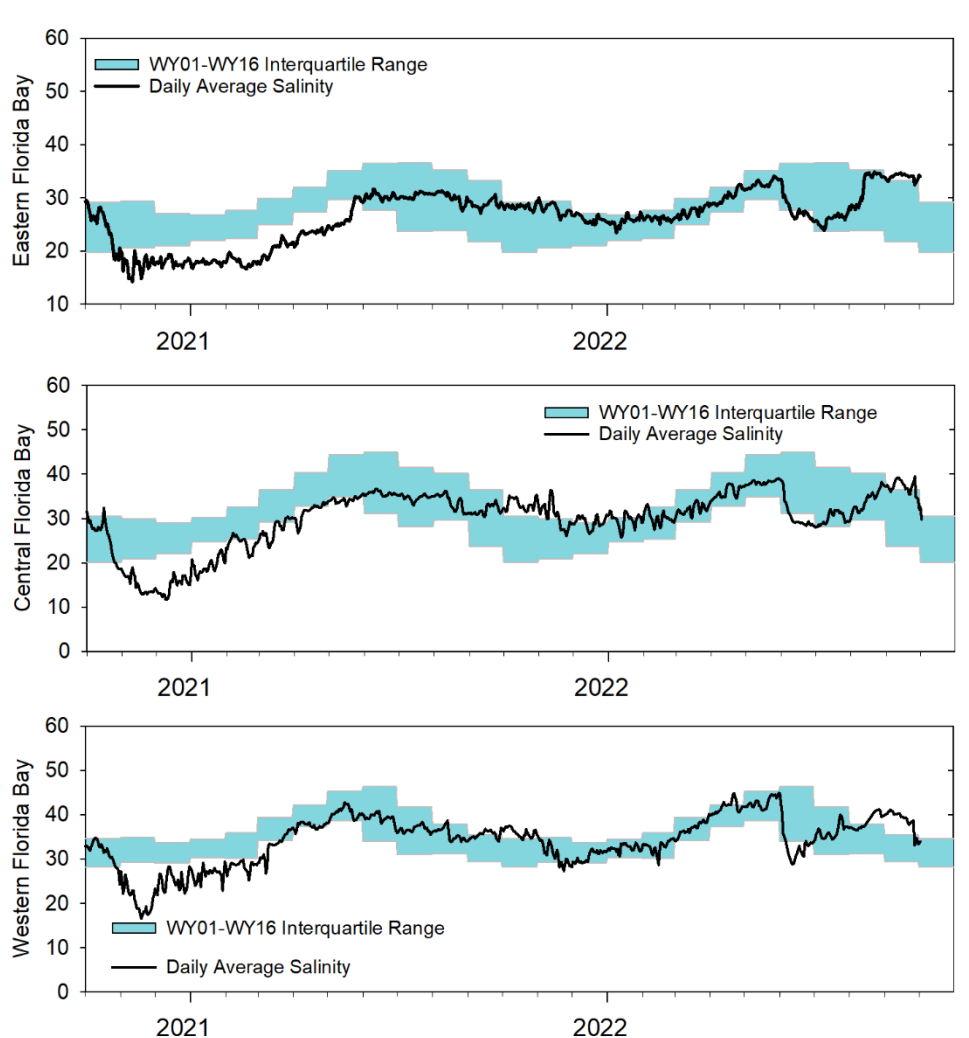 60
WY01-WY16 Interquartile Range
Daily Average Salinity
50
40
30
20
10
Eastern Florida Bay
2021
2022
60
50
40
30
20
10
0
WY01-WY16 Interquartile Range
Daily Average Salinity
Central Florida Bay
2021
2022
60
50
40
30
20
10
0
Western Florida Bay
WY01-WY16 Interquartile Range
Daily Average Salinity
2021
2022